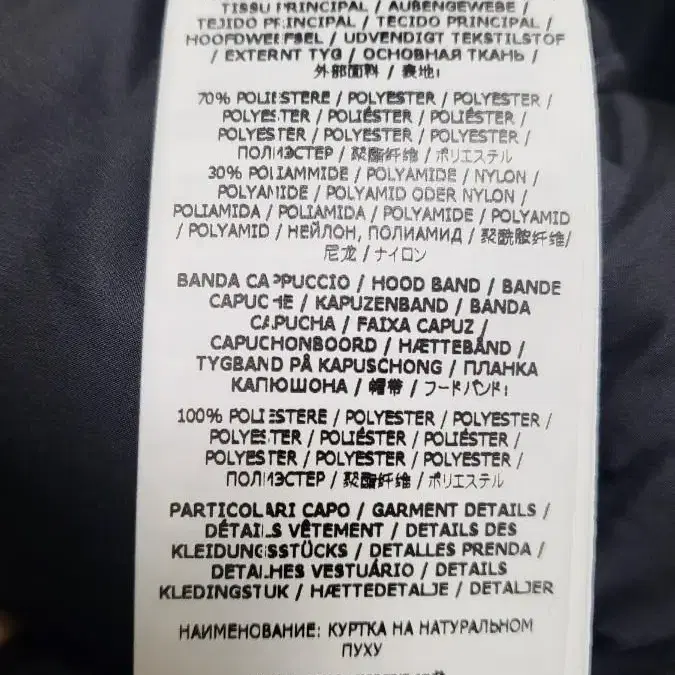 TISSU PRINCIPAL / AUßENGEWEBE /
TEJIDO PRINCIPAL / TECIDO PRINCIPAL /
HOOFDWEEFSEL / UDVENDIGT TEKSTILSTOF
/ EXTERNT TYG / ОСНОВНАЯ ТКАНЬ /
外部面料 / 表地:
70% POLIESTERE / POLYESTER / POLYESTER /
POLYESTER / POLIÉSTER / POLIÉSTER /
POLYESTER / POLYESTER / POLYESTER /
ПОЛИЭСТЕР / 聚酯纤维 / ポリエステル
30% POLIAMMIDE / POLYAMIDE / NYLON /
POLYAMIDE / POLYAMID ODER NYLON /
POLIAMIDA / POLIAMIDA / POLYAMIDE / POLYAMID
/ POLYAMID / НЕЙЛОН, ПОЛИАМИД / 聚酰胺纤维/
尼龙 / ナイロン
BANDA CAPPUCCIO / HOOD BAND / BANDE
CAPUCHE / KAPUZENBAND / BANDA
CAPUCHA / FAIXA CAPUZ /
CAPUCHONBOORD / HÆTTEBÅND /
TYGBAND PÅ KAPUSCHONG / ПЛАНКА
КАПЮШОНА / 帽带 / フードバンド:
100% POLIESTERE / POLYESTER / POLYESTER /
POLYESTER / POLIÉSTER / POLIÉSTER /
POLYESTER / POLYESTER / POLYESTER /
ПОЛИЭСТЕР / 聚酯纤维 / ポリエステル
PARTICOLARI CAPO / GARMENT DETAILS /
DÉTAILS VÊTEMENT / DETAILS DES
KLEIDUNGSSTÜCKS / DETALLES PRENDA /
DETALHES VESTUÁRIO / DETAILS
KLEDINGSTUK / HÆTTEDETALJE / DETALJER
НАИМЕНОВАНИЕ: КУРТКА НА НАТУРАЛЬНОМ
ПУХУ